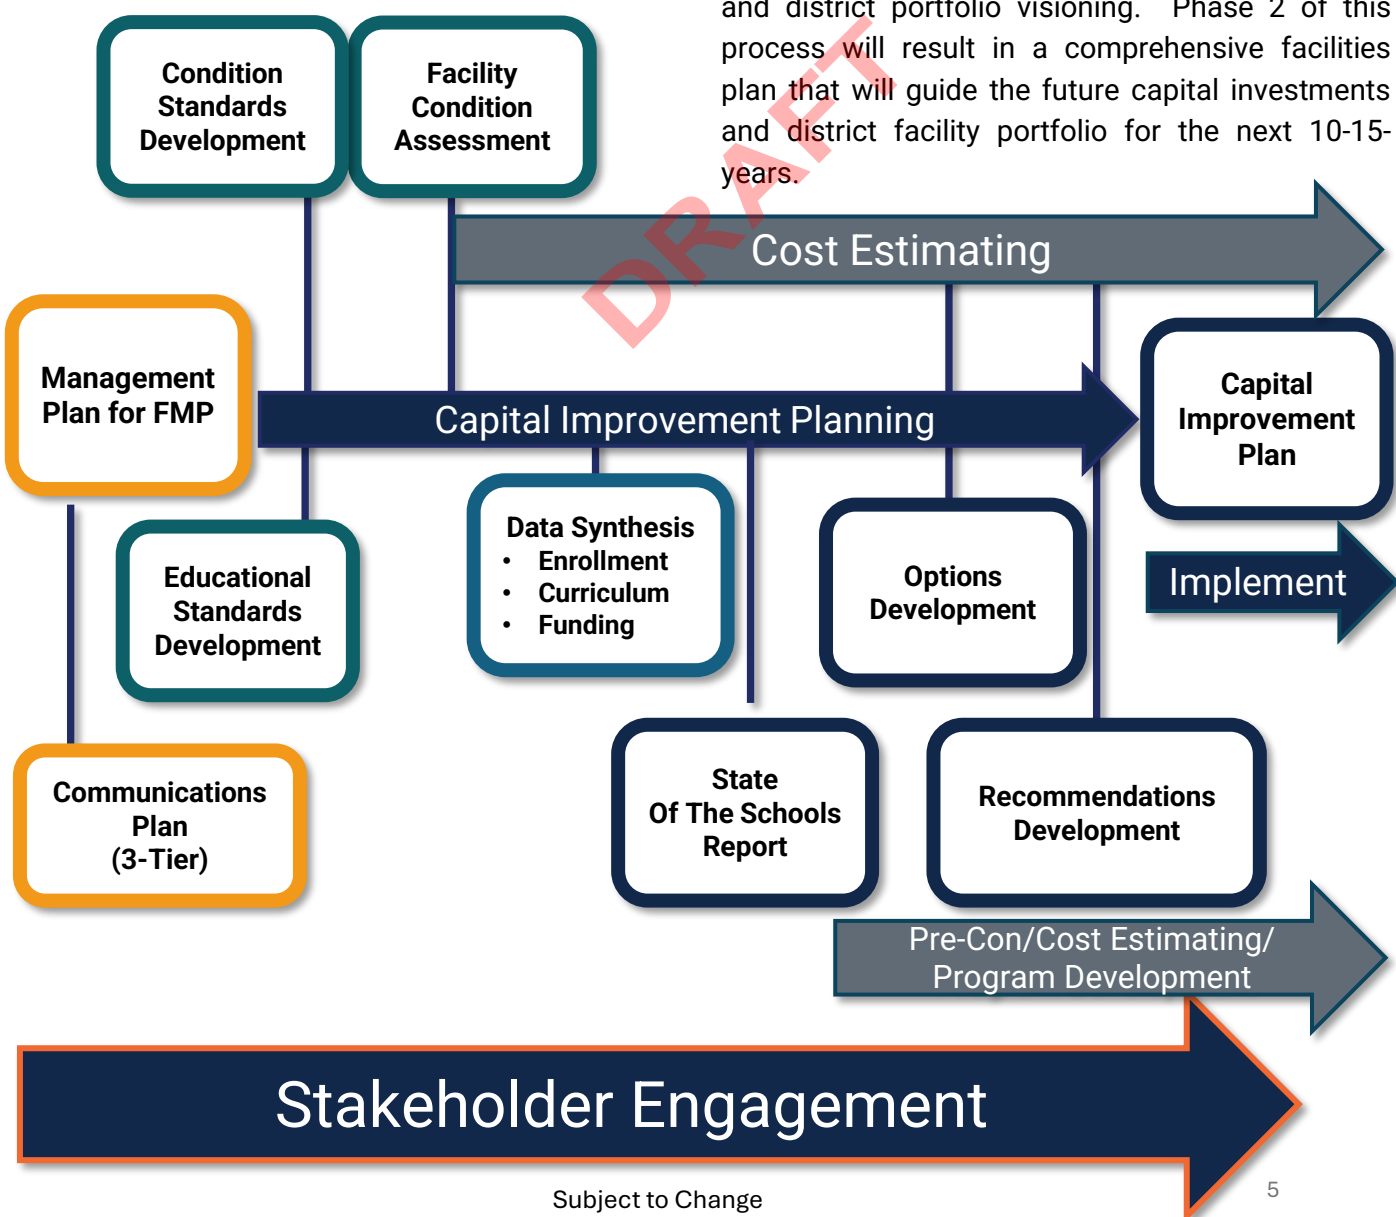 and district portfolio visioning. Phase 2 of this
process will result in a comprehensive facilities
plan that will guide the future capital investments
and district facility portfolio for the next 10-15-
years.
DRAFT
Condition
Standards
Development
Facility
Condition
Assessment
Cost Estimating
Management
Plan for FMP
Capital Improvement Planning
Capital
Improvement
Plan
Educational
Standards
Development
Data Synthesis
• Enrollment
• Curriculum
• Funding
Options
Development
Implement
Communications
Plan
(3-Tier)
State
Of The Schools
Report
Recommendations
Development
Pre-Con/Cost Estimating/
Program Development
Stakeholder Engagement
Subject to Change
5